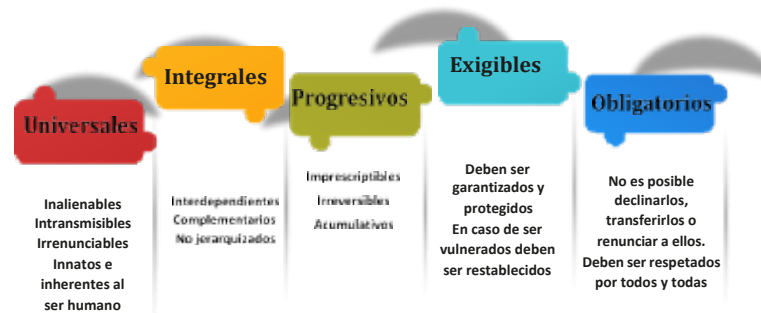 Universales
Inalienables
Intransmisibles
Irrenunciables
Innatos e
inherentes al
ser humano
Integrales
Interdependientes
Complementarios
No jerarquizados
Progresivos
Imprescriptibles
Irreversibles
Acumulativos
Exigibles
Deben ser
garantizados y
protegidos
En caso de ser
vulnerados deben
ser restablecidos
Obligatorios
No es posible
declinarlos,
transferirlos o
renunciar a ellos.
Deben ser respetados
por todos y todas